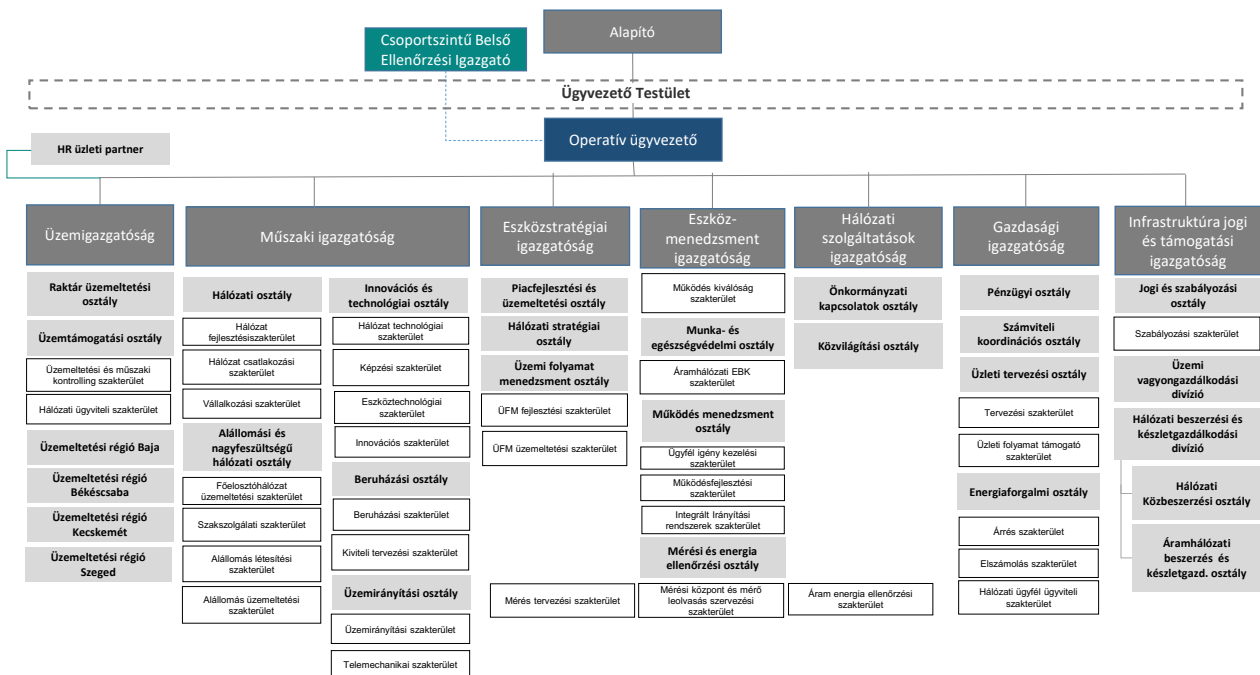 Alapító
Csoportszintű Belső
Ellenőrzési Igazgató
Ügyvezető Testület
Operatív ügyvezető
HR üzleti partner
Üzemigazgatóság
Raktár üzemeltetési
osztály
Üzemtámogatási osztály
Üzemeltetési és műszaki
kontrolling szakterület
Hálózati ügyviteli szakterület
Üzemeltetési régió Baja
Üzemeltetési régió
Békéscsaba
Üzemeltetési régió
Kecskemét
Üzemeltetési régió
Szeged
Műszaki igazgatóság
Hálózati osztály
Hálózat
fejlesztésiszakterület
Hálózat csatlakozási
szakterület
Vállalkozási szakterület
Alállomási és
nagyfeszültségű
hálózati osztály
Főelosztóhálózat
üzemeltetési szakterület
Szakszolgálati szakterület
Alállomás létesítési
szakterület
Alállomás üzemeltetési
szakterület
Innovációs és
technológiai osztály
Hálózat technológiai
szakterület
Képzési szakterület
Eszköztechnológiai
szakterület
Innovációs szakterület
Beruházási osztály
Beruházási szakterület
Kiviteli tervezési szakterület
Üzemirányítási osztály
Üzemirányítási szakterület
Telemechanikai szakterület
Eszközstratégiai
igazgatóság
Piacfejlesztési és
üzemeltetési osztály
Hálózati stratégiai
osztály
Üzemi folyamat
menedzsment osztály
ÜFM fejlesztési szakterület
ÜFM üzemeltetési szakterület
Mérés tervezési szakterület
Eszköz-
menedzsment
igazgatóság
Működés kiválóság
szakterület
Munka- és
egészségvédelmi osztály
Áramhálózati EBK
szakterület
Működés menedzsment
osztály
Ügyfél igény kezelési
szakterület
Működésfejlesztési
szakterület
Integrált Irányítási
rendszerek szakterület
Mérési és energia
ellenőrzési osztály
Mérési központ és mérő
leolvasás szervezési
szakterület
Hálózati
szolgáltatások
igazgatóság
Önkormányzati
kapcsolatok osztály
Közvilágítási osztály
Áram energia ellenőrzési
szakterület
Gazdasági
igazgatóság
Pénzügyi osztály
Számviteli
koordinációs osztály
Üzleti tervezési osztály
Tervezési szakterület
Üzleti folyamat támogató
szakterület
Energiaforgalmi osztály
Árrés szakterület
Elszámolás szakterület
Hálózati ügyfél ügyviteli
szakterület
Infrastruktúra jogi
és támogatási
igazgatóság
Jogi és szabályozási
osztály
Szabályozási szakterület
Üzemi
vagyongazdálkodási
divízió
Hálózati beszerzési és
készletgazdálkodási
divízió
Hálózati
Közbeszerzési osztály
Áramhálózati
beszerzés és
készletgazd. osztály